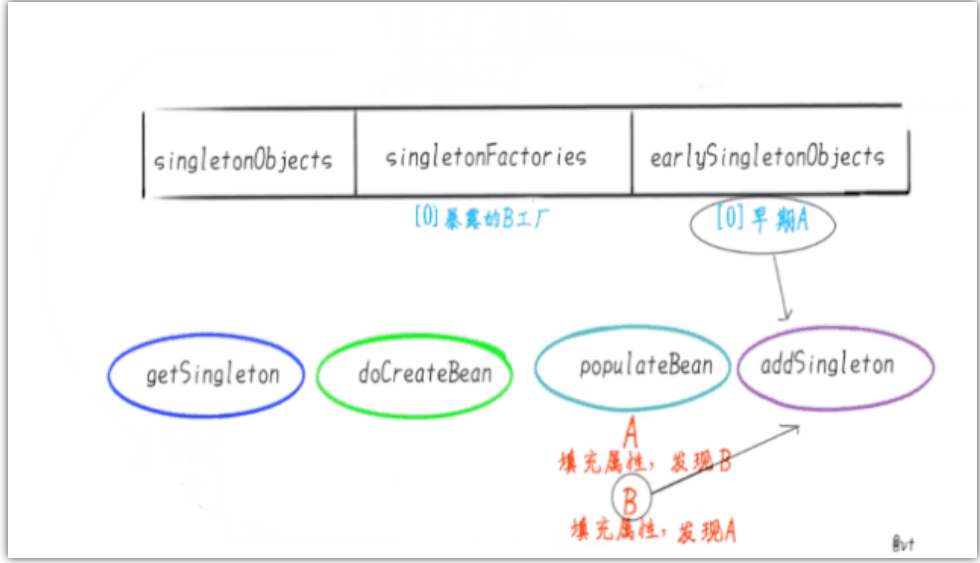 singletonObjects singletonFactories earlySingletonObjects
[0]暴露的B工厂 [0]早期A
getSingleton doCreateBean populateBean addSingleton
A
填充属性，发现B
B
填充属性，发现A